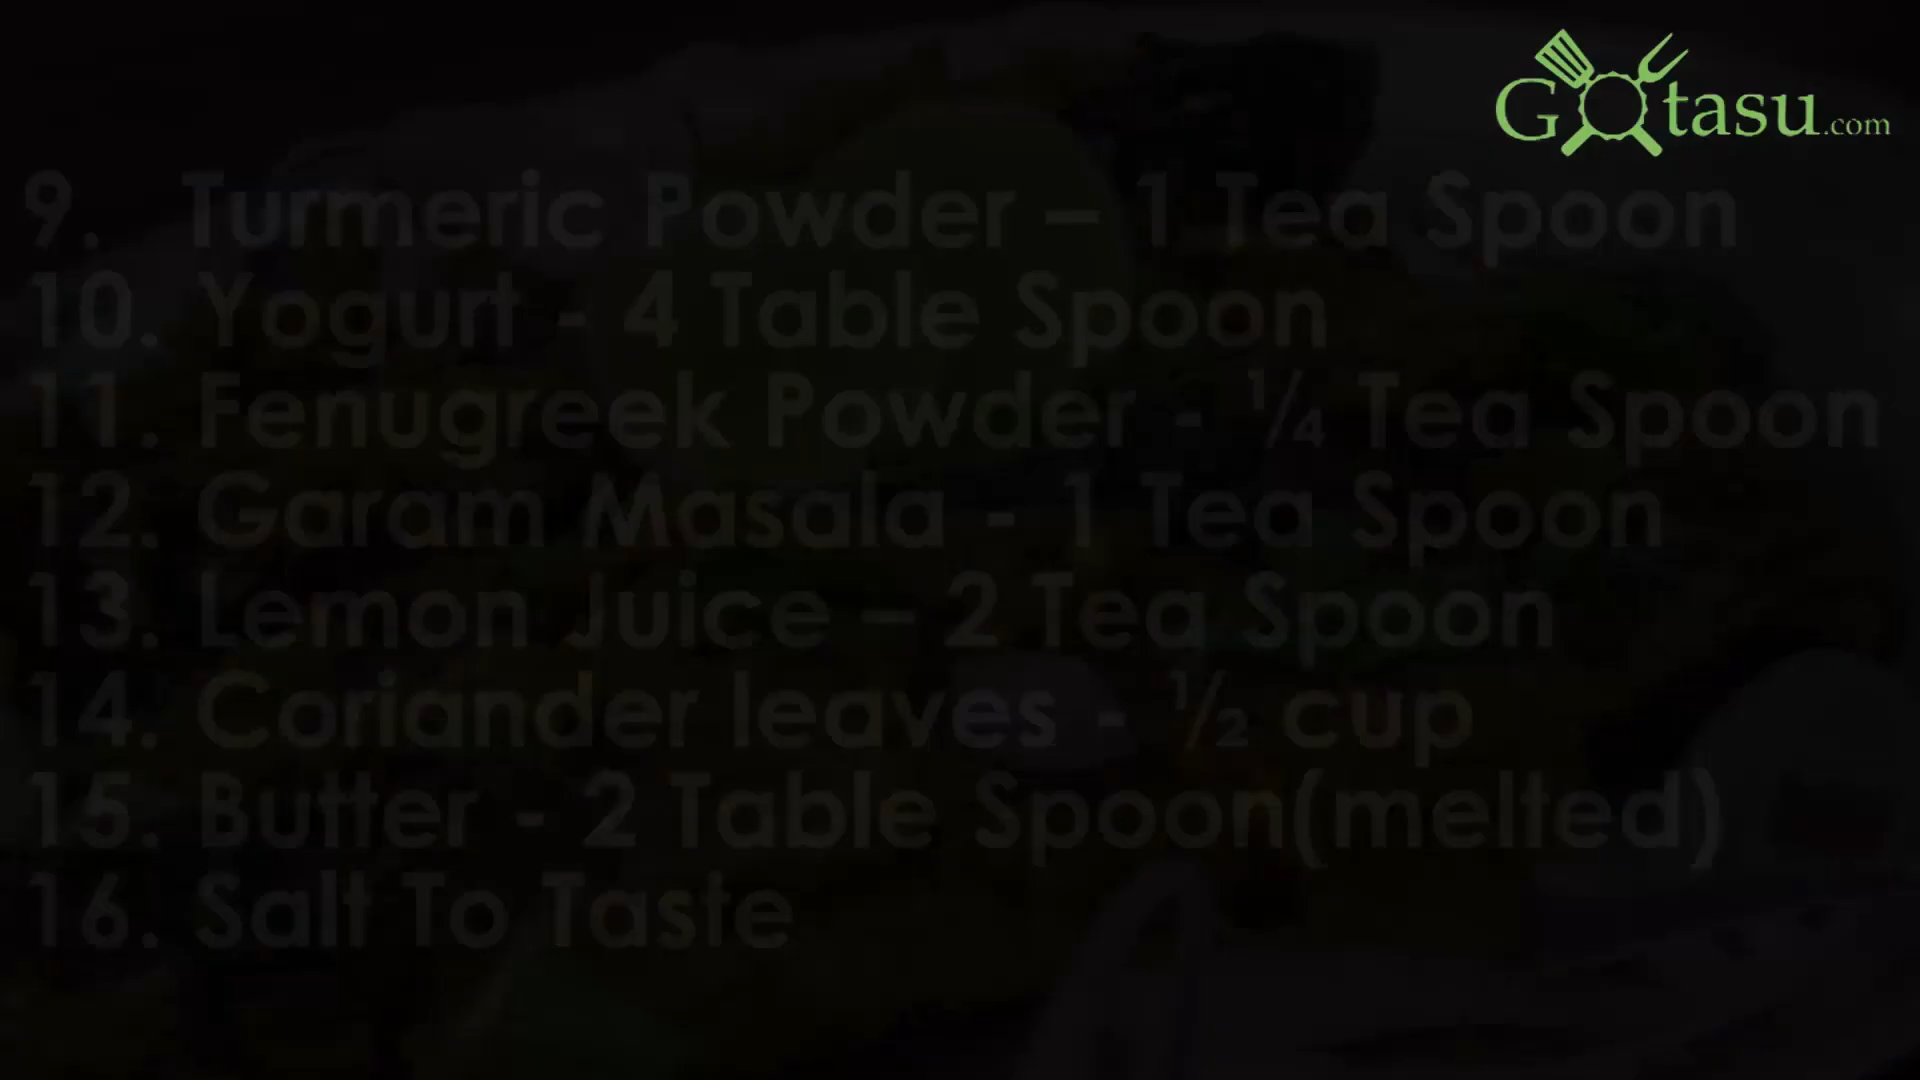 Gotasu.com
9. Turmeric Powder – 1 Tea Spoon
10. Yogurt - 4 Table Spoon
11. Fenugreek Powder - ¼ Tea Spoon
12. Garam Masala - 1 Tea Spoon
13. Lemon Juice – 2 Tea Spoon
14. Coriander leaves - ½ cup
15. Butter - 2 Table Spoon(melted)
16. Salt To Taste